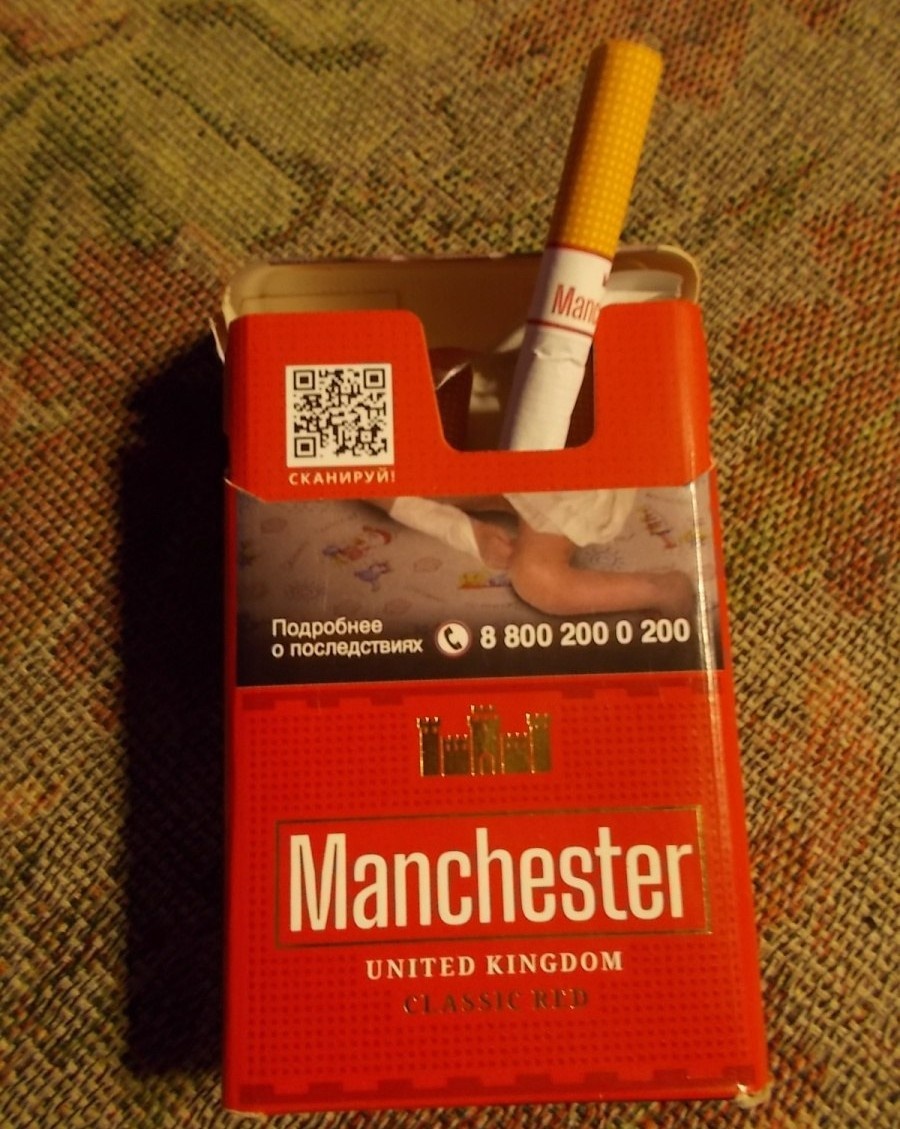 Manc
СКАНИРУЙ!
Подробнее
о последствиях
8 800 200 0 200
Manchester
UNITED KINGDOM
CLASSIC RED